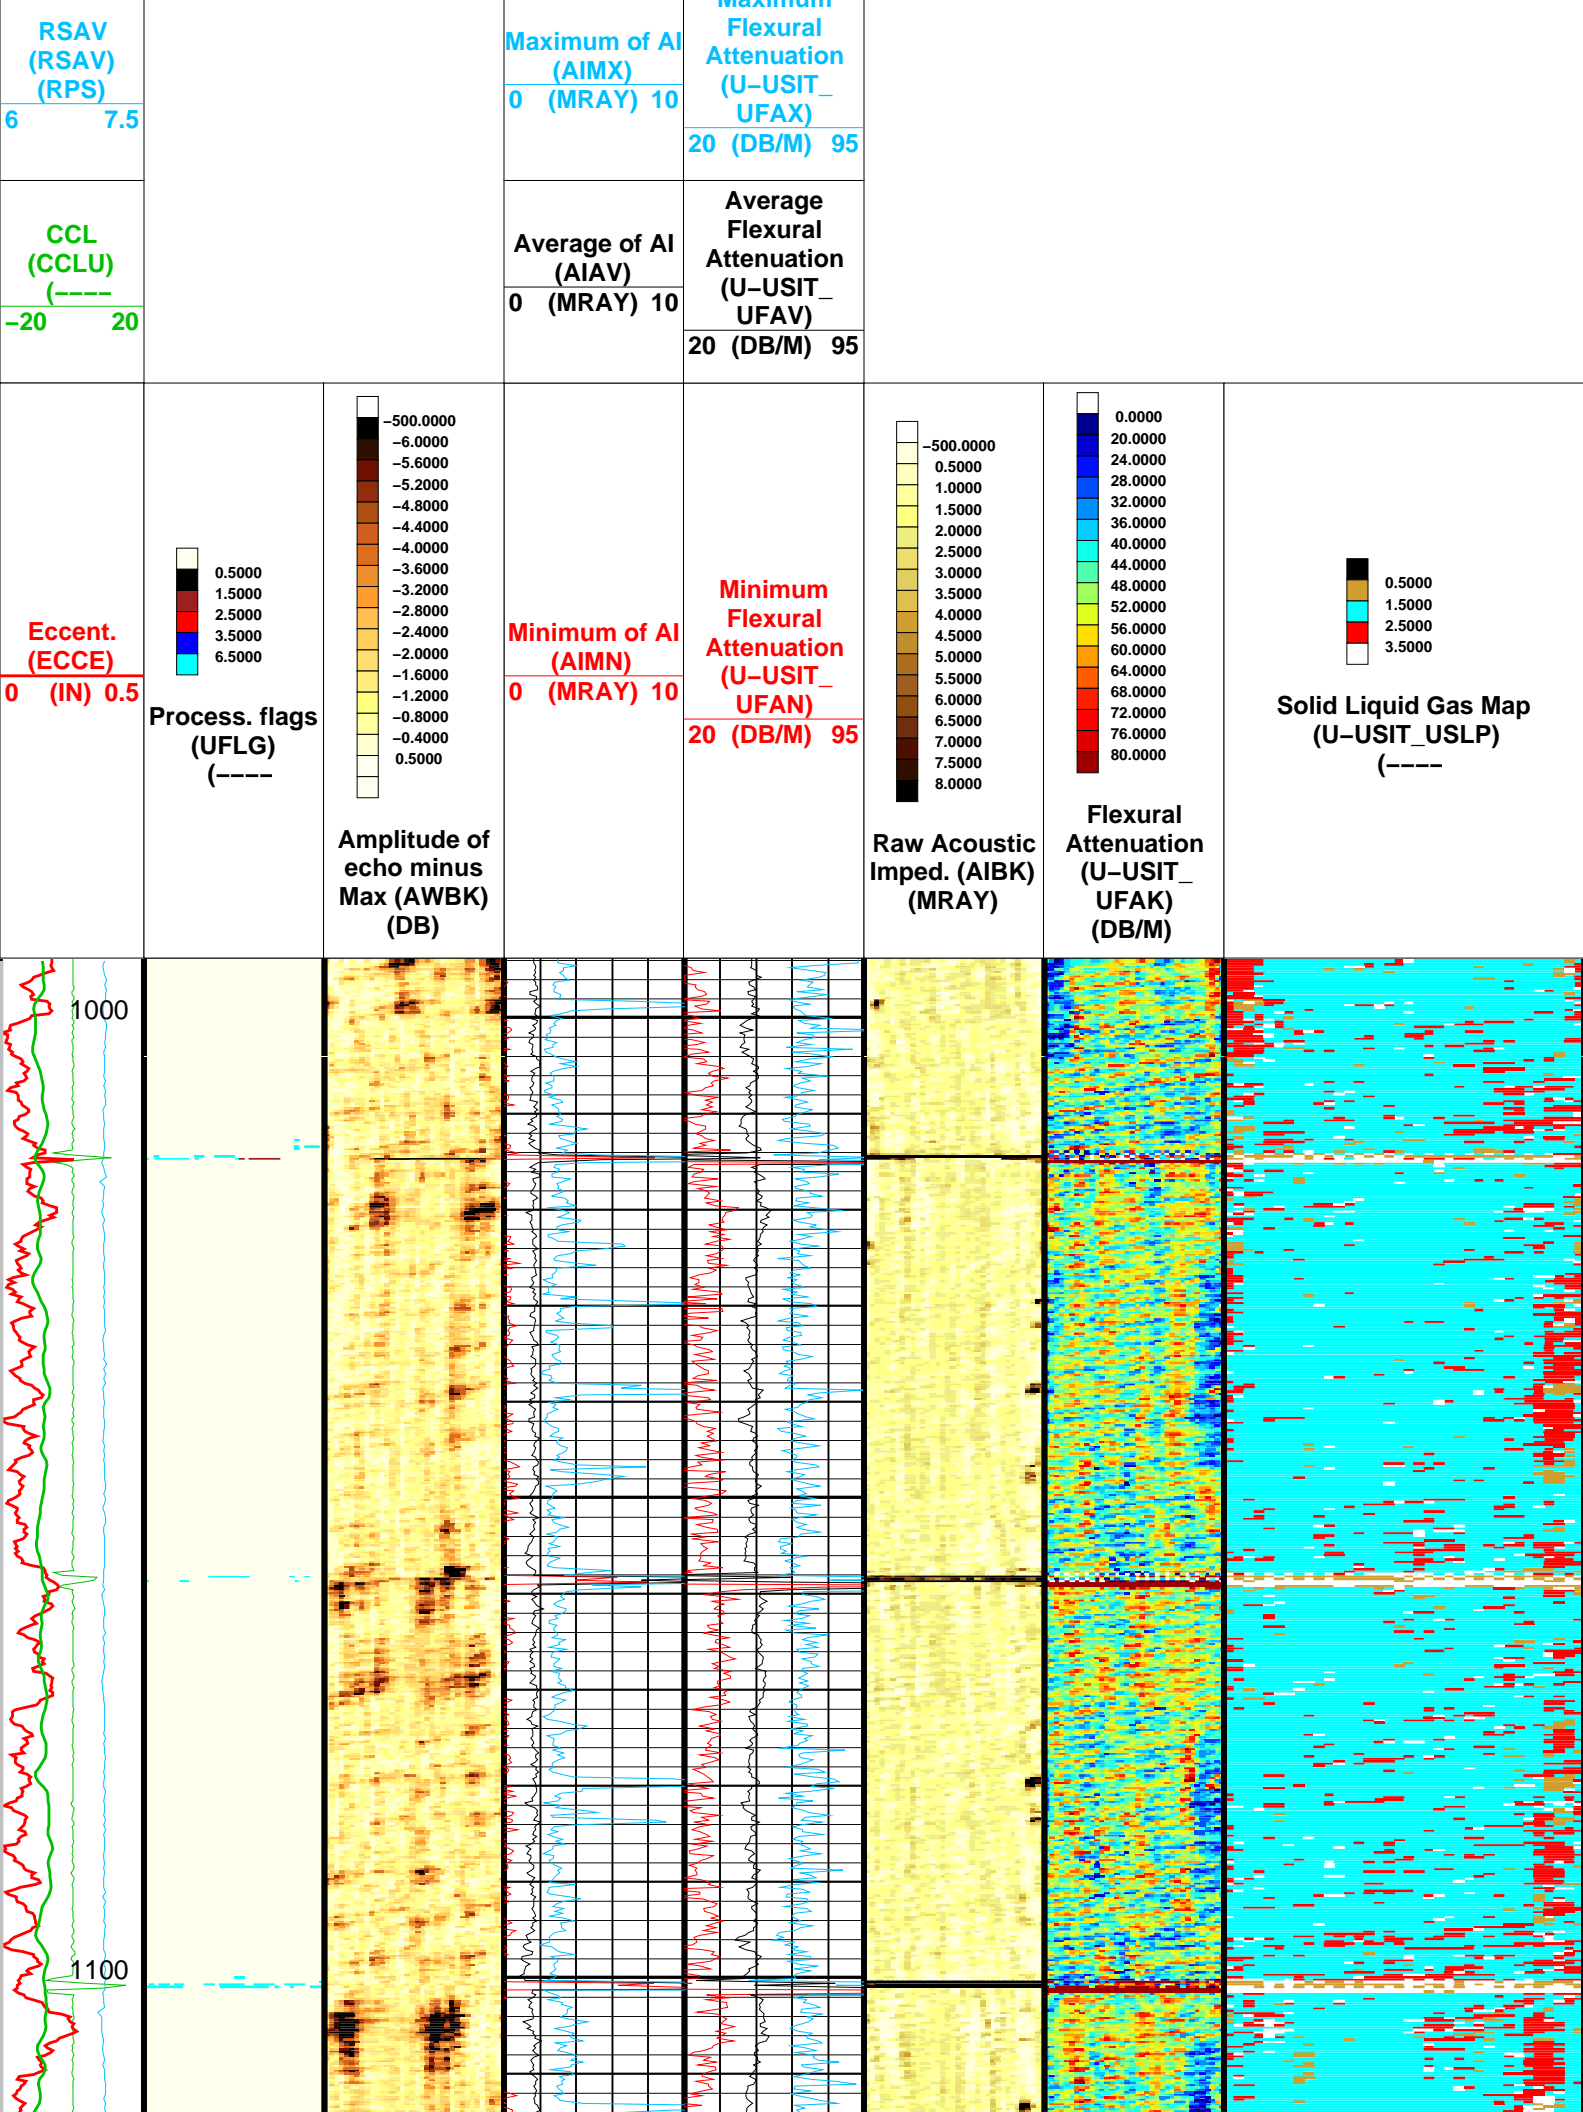 RSAV
(RSAV)
(RPS)
6 7.5
Maximum of AI
(AIMX)
0 (MRAY) 10
Maximum
Flexural
Attenuation
(U–USIT_
UFAX)
20 (DB/M) 95
CCL
(CCLU)
(––––
–20 20
Average of AI
(AIAV)
0 (MRAY) 10
Average
Flexural
Attenuation
(U–USIT_
UFAV)
20 (DB/M) 95
Eccent.
(ECCE)
0 (IN) 0.5
0.5000
1.5000
2.5000
3.5000
6.5000
Process. flags
(UFLG)
(––––
–500.0000
–6.0000
–5.6000
–5.2000
–4.8000
–4.4000
–4.0000
–3.6000
–3.2000
–2.8000
–2.4000
–2.0000
–1.6000
–1.2000
–0.8000
–0.4000
0.5000
Amplitude of
echo minus
Max (AWBK)
(DB)
Minimum of AI
(AIMN)
0 (MRAY) 10
Minimum
Flexural
Attenuation
(U–USIT_
UFAN)
20 (DB/M) 95
–500.0000
0.5000
1.0000
1.5000
2.0000
2.5000
3.0000
3.5000
4.0000
4.5000
5.0000
5.5000
6.0000
6.5000
7.0000
7.5000
8.0000
Raw Acoustic
Imped. (AIBK)
(MRAY)
0.0000
20.0000
24.0000
28.0000
32.0000
36.0000
40.0000
44.0000
48.0000
52.0000
56.0000
60.0000
64.0000
68.0000
72.0000
76.0000
80.0000
Flexural
Attenuation
(U–USIT_
UFAK)
(DB/M)
0.5000
1.5000
2.5000
3.5000
Solid Liquid Gas Map
(U–USIT_USLP)
(––––
1000
1100